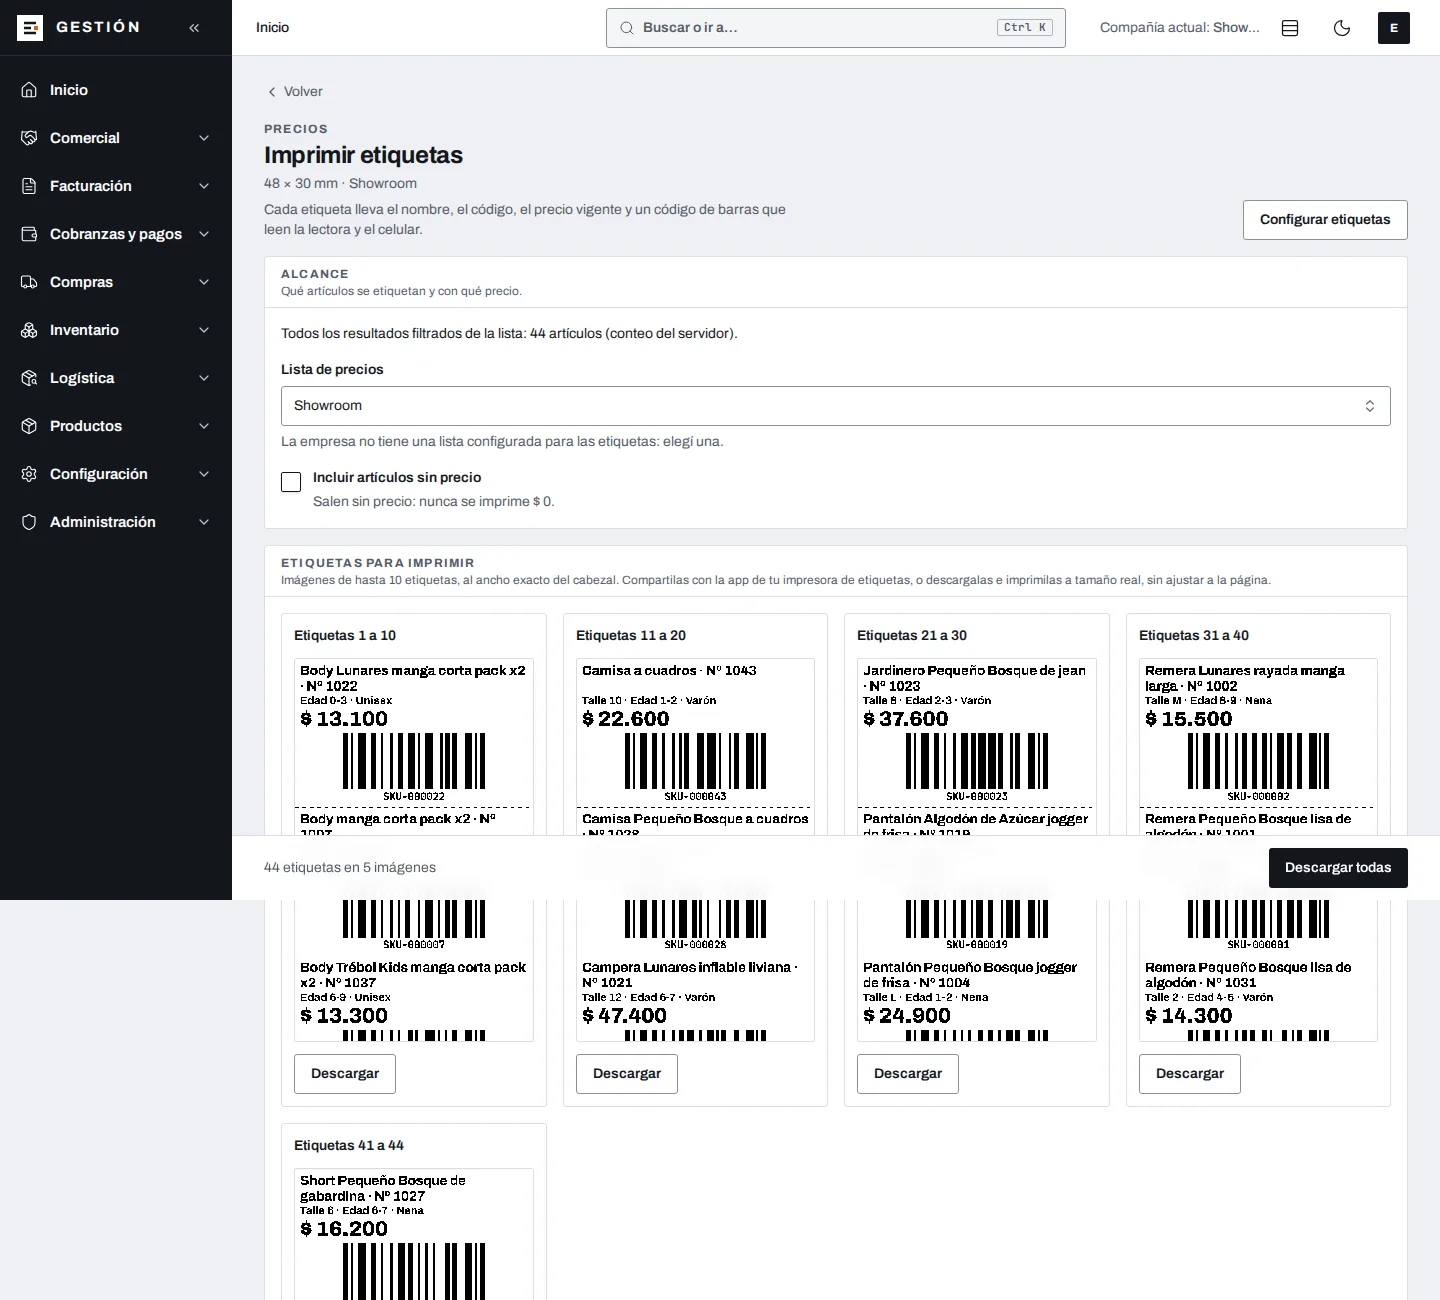 GESTIÓN
Inicio
Buscar o ir a...
Ctrl K
Compañía actual: Show...
E
Inicio
Comercial
Facturación
Cobranzas y pagos
Compras
Inventario
Logística
Productos
Configuración
Administración
Volver
PRECIOS
Imprimir etiquetas
48 × 30 mm · Showroom
Cada etiqueta lleva el nombre, el código, el precio vigente y un código de barras que
leen la lectora y el celular.
Configurar etiquetas
ALCANCE
Qué artículos se etiquetan y con qué precio.
Todos los resultados filtrados de la lista: 44 artículos (conteo del servidor).
Lista de precios
Showroom
La empresa no tiene una lista configurada para las etiquetas: elegí una.
Incluir artículos sin precio
Salen sin precio: nunca se imprime $ 0.
ETIQUETAS PARA IMPRIMIR
Imágenes de hasta 10 etiquetas, al ancho exacto del cabezal. Compartilas con la app de tu impresora de etiquetas, o descargalas e imprimilas a tamaño real, sin ajustar a la página.
Etiquetas 1 a 10
Body Lunares manga corta pack x2
· Nº 1022
Edad 0-3 · Unisex
$ 13.100
SKU-000022
Body manga corta pack x2 · Nº
1007
SKU-000007
Body Trébol Kids manga corta pack
x2 · Nº 1037
Edad 6-9 · Unisex
$ 13.300
Descargar
Etiquetas 11 a 20
Camisa a cuadros · Nº 1043
Talle 10 · Edad 1-2 · Varón
$ 22.600
SKU-000043
Camisa Pequeño Bosque a cuadros
· Nº 1028
SKU-000028
Campera Lunares inflable liviana ·
Nº 1021
Talle 12 · Edad 6-7 · Varón
$ 47.400
Descargar
Etiquetas 21 a 30
Jardinero Pequeño Bosque de jean
· Nº 1023
Talle 8 · Edad 2-3 · Varón
$ 37.600
SKU-000023
Pantalón Algodón de Azúcar jogger
de frisa · Nº 1019
SKU-000019
Pantalón Pequeño Bosque jogger
de frisa · Nº 1004
Talle L · Edad 1-2 · Nena
$ 24.900
Descargar
Etiquetas 31 a 40
Remera Lunares rayada manga
larga · Nº 1002
Talle M · Edad 8-9 · Nena
$ 15.500
SKU-000002
Remera Pequeño Bosque lisa de
algodón · Nº 1001
SKU-000001
Remera Pequeño Bosque lisa de
algodón · Nº 1031
Talle 2 · Edad 4-5 · Varón
$ 14.300
Descargar
44 etiquetas en 5 imágenes
Descargar todas
Etiquetas 41 a 44
Short Pequeño Bosque de
gabardina · Nº 1027
Talle 6 · Edad 6-7 · Nena
$ 16.200